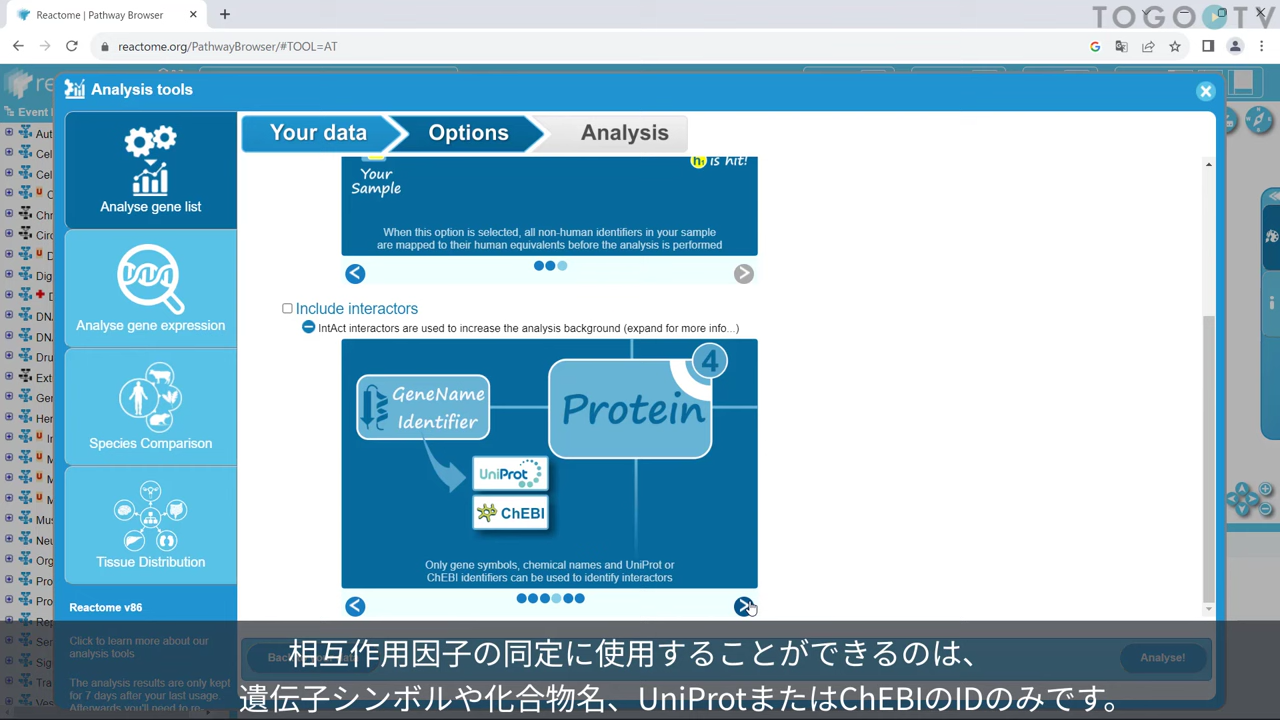 Reactome | Pathway Browser
TOGO TV
reactome.org/PathwayBrowser/#TOOL=AT
Analysis tools
Your data
Options
Analysis
Analyse gene list
Analyse gene expression
Species Comparison
Tissue Distribution
Reactome v86
Click to learn more about our
analysis tools
The analysis results are only kept
for 7 days after your last usage.
Your
Sample
is hit!
When this option is selected, all non-human identifiers in your sample
are mapped to their human equivalents before the analysis is performed
Include interactors
IntAct interactors are used to increase the analysis background (expand for more info...)
GeneName
Identifier
Protein
4
UniProt
ChEBI
Only gene symbols, chemical names and UniProt or
ChEBI identifiers can be used to identify interactors
Analyse!
相互作用因子の同定に使用することができるのは、
遺伝子シンボルや化合物名、UniProtまたはChEBIのIDのみです。